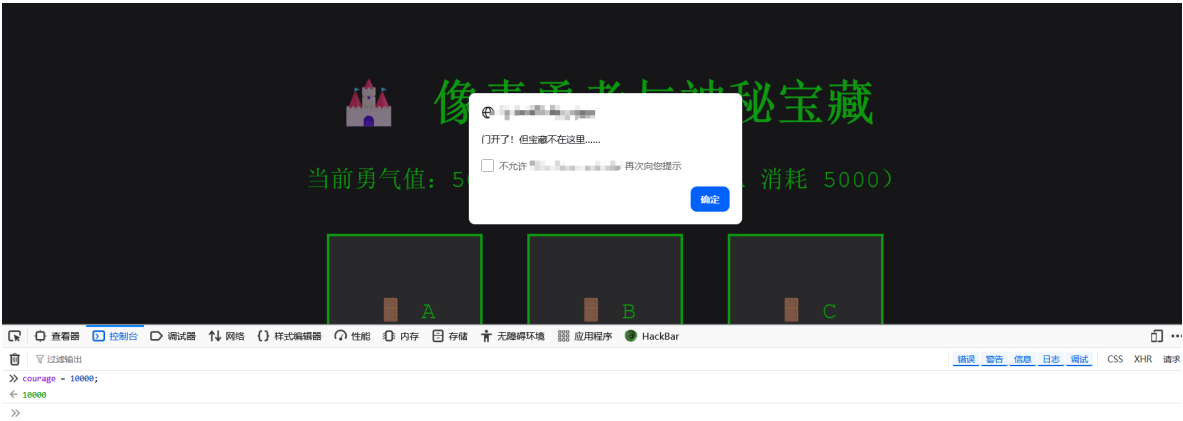 像素勇者与神秘宝藏
门开了！但宝藏不在这里......
不允许 再次向您提示
当前勇气值：50 消耗 5000）
确定
A B C
查看器 控制台 调试器 网络 样式编辑器 性能 内存 存储 无障碍环境 应用程序 HackBar
过滤输出 错误 警告 信息 日志 调试 CSS XHR 请求
courage = 10000;
10000